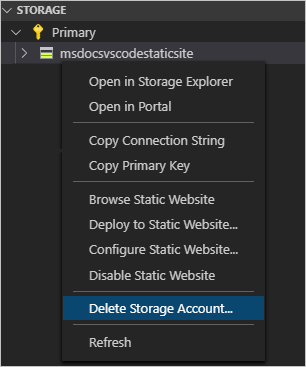 STORAGE
Primary
msdocsvscodestaticsite
Open in Storage Explorer
Open in Portal
Copy Connection String
Copy Primary Key
Browse Static Website
Deploy to Static Website...
Configure Static Website...
Disable Static Website
Delete Storage Account...
Refresh